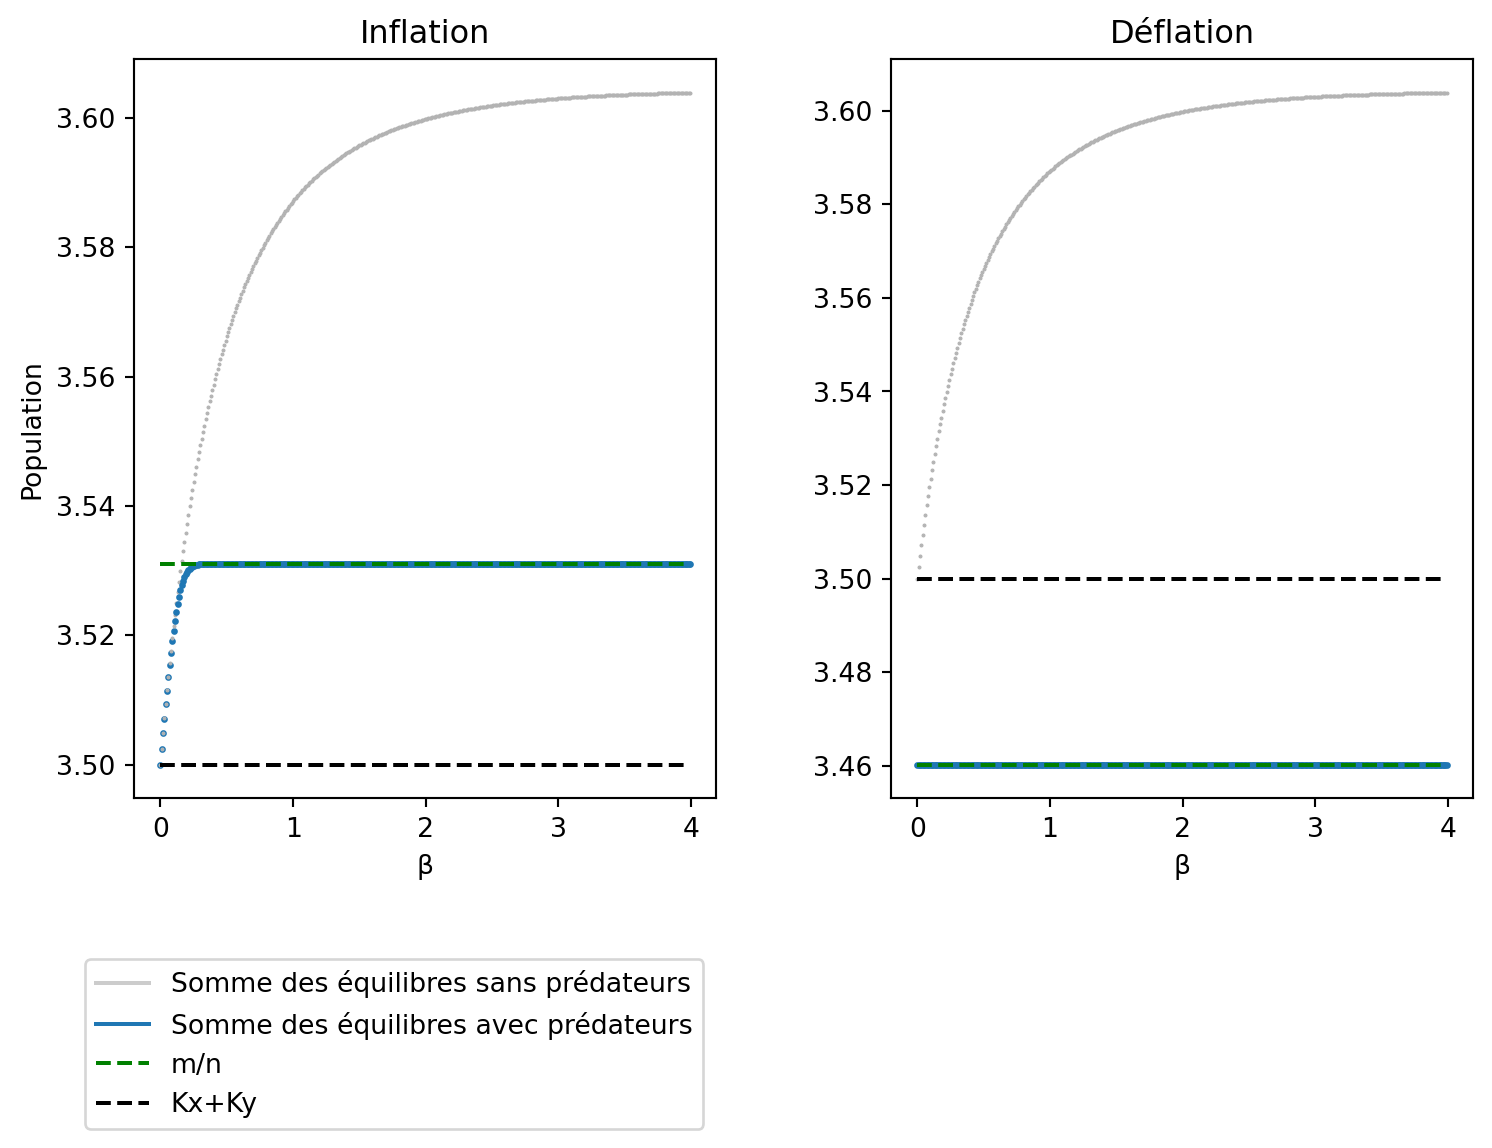 Inflation
Population
3.60
3.58
3.56
3.54
3.52
3.50
0 1 2 3 4
β
Déflation
3.60
3.58
3.56
3.54
3.52
3.50
3.48
3.46
0 1 2 3 4
β
Somme des équilibres sans prédateurs
Somme des équilibres avec prédateurs
m/n
Kx+Ky